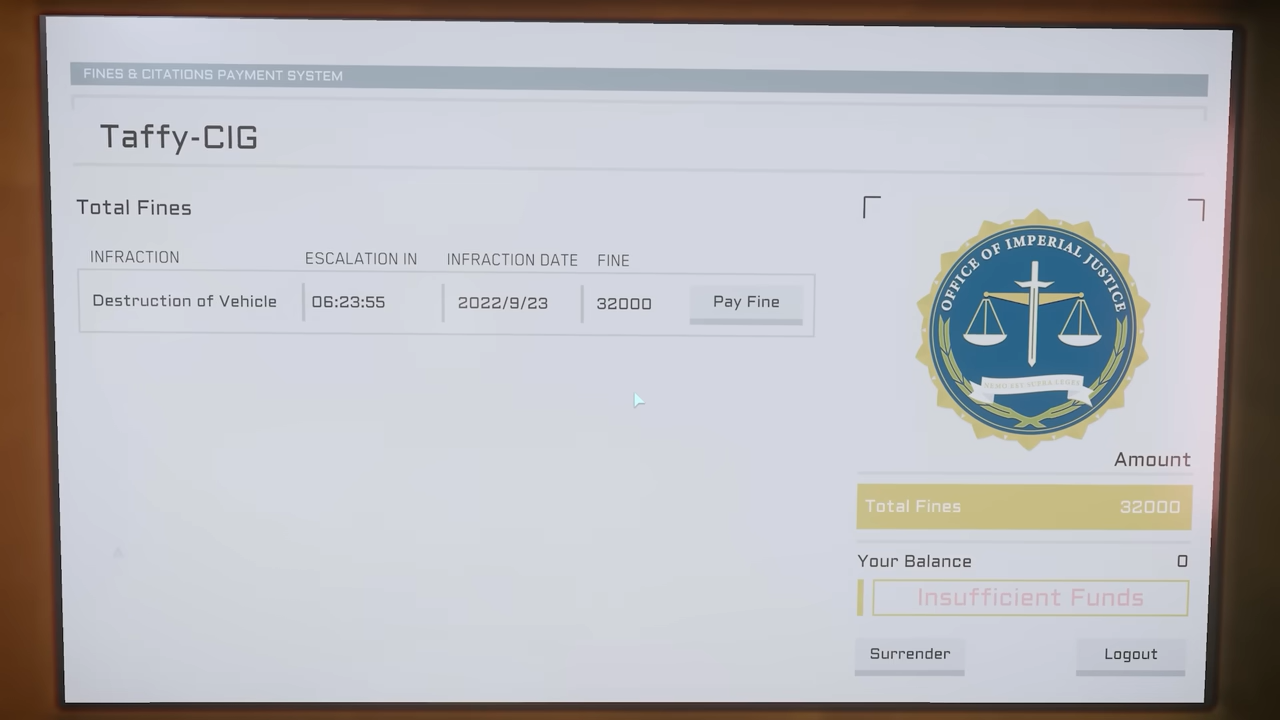 FINES & CITATIONS PAYMENT SYSTEM
Taffy-CIG
Total Fines
INFRACTION ESCALATION IN INFRACTION DATE FINE
Destruction of Vehicle 06:23:55 2022/9/23 32000 Pay Fine
OFFICE OF IMPERIAL JUSTICE
Amount
Total Fines 32000
Your Balance 0
Insufficient Funds
Surrender Logout